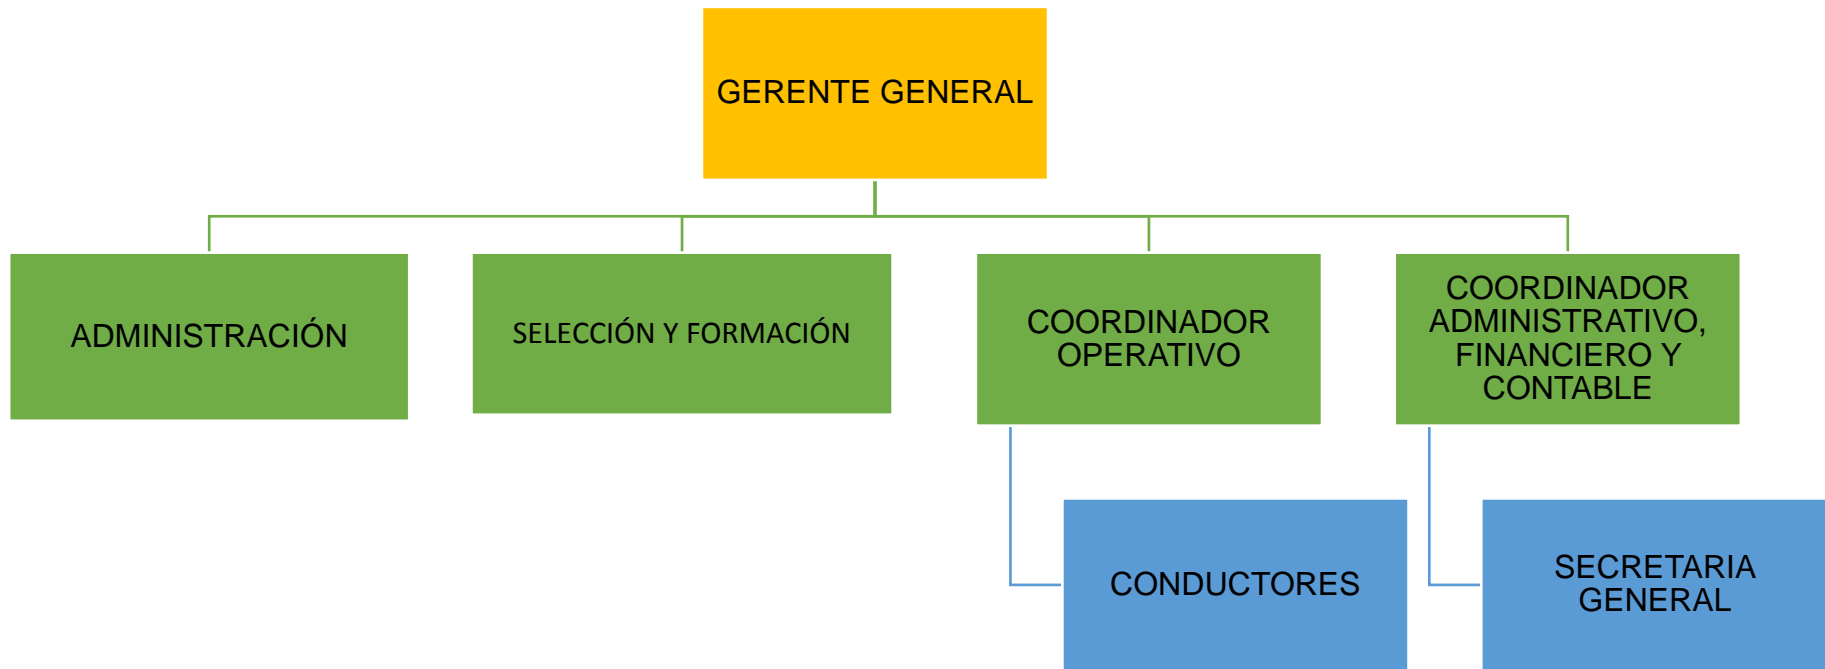 GERENTE GENERAL
ADMINISTRACIÓN
SELECCIÓN Y FORMACIÓN
COORDINADOR
OPERATIVO
COORDINADOR
ADMINISTRATIVO,
FINANCIERO Y
CONTABLE
CONDUCTORES
SECRETARIA
GENERAL